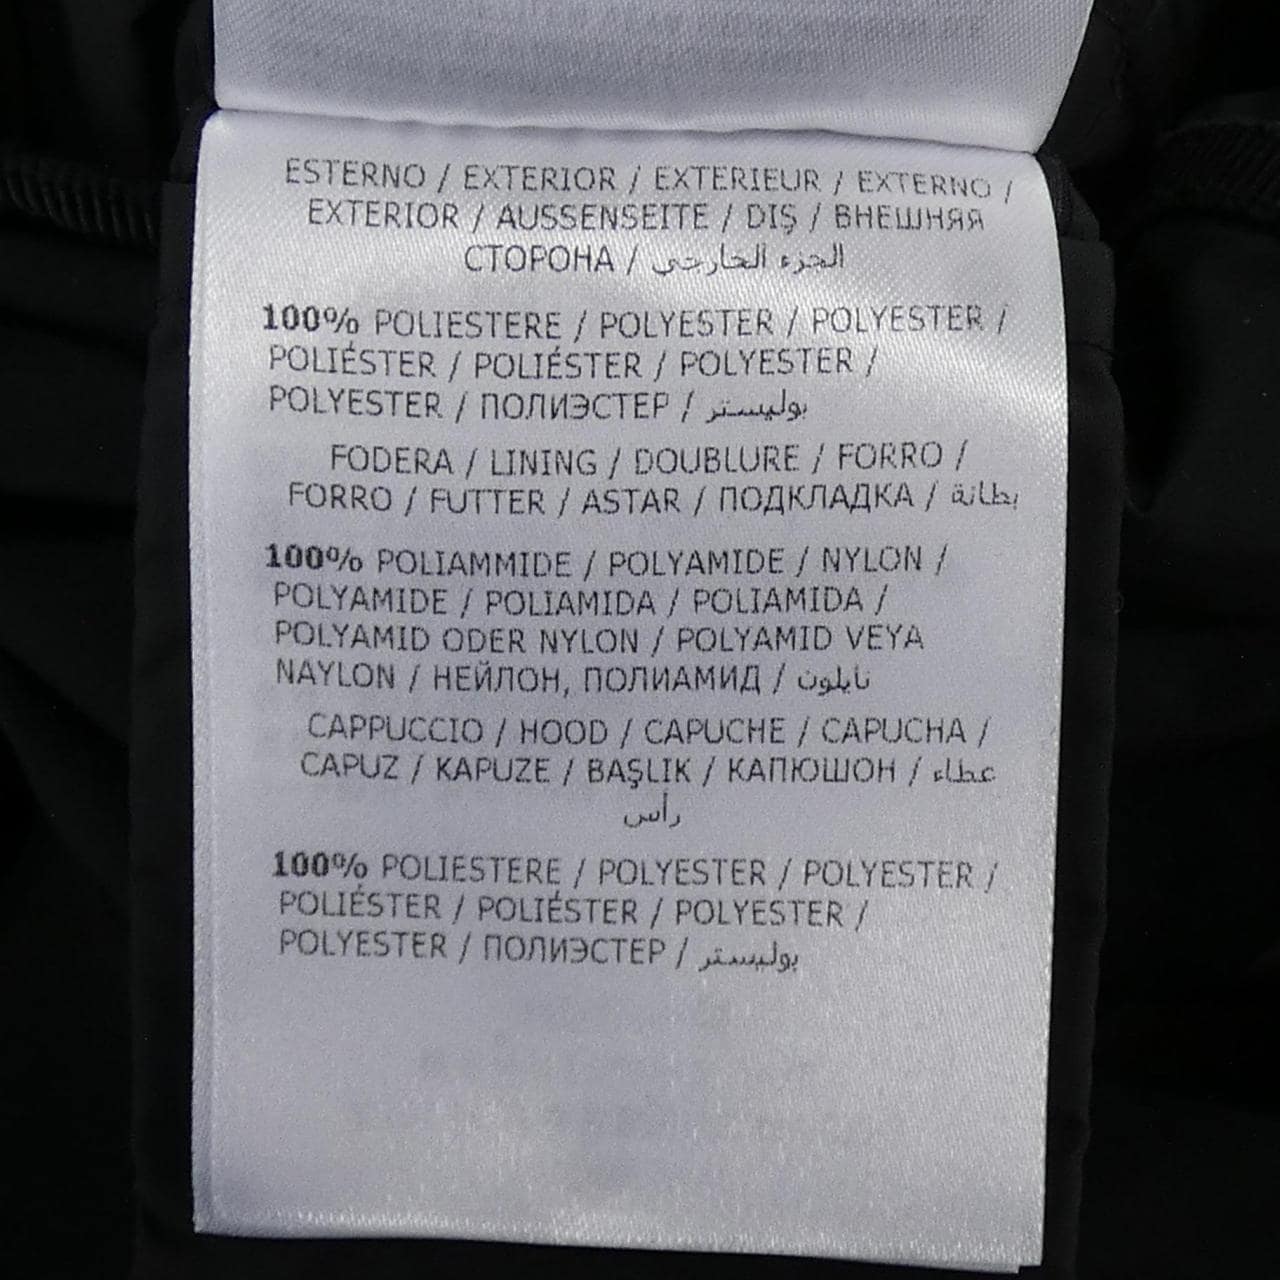 ESTERNO / EXTERIOR / EXTERIEUR / EXTERNO /
EXTERIOR / AUSSENSEITE / DIŞ / ВНЕШНЯЯ
СТОРОНА / الجزء الخارجي
100% POLIESTERE / POLYESTER / POLYESTER /
POLIÉSTER / POLIÉSTER / POLYESTER /
POLYESTER / ПОЛИЭСТЕР / بوليستر
FODERA / LINING / DOUBLURE / FORRO /
FORRO / FUTTER / ASTAR / ПОДКЛАДКА / بطانة
100% POLIAMMIDE / POLYAMIDE / NYLON /
POLYAMIDE / POLIAMIDA / POLIAMIDA /
POLYAMID ODER NYLON / POLYAMID VEYA
NAYLON / НЕЙЛОН, ПОЛИАМИД / نايلون
CAPPUCCIO / HOOD / CAPUCHE / CAPUCHA /
CAPUZ / KAPUZE / BAŞLIK / КАПЮШОН / غطاء
رأس
100% POLIESTERE / POLYESTER / POLYESTER /
POLIÉSTER / POLIÉSTER / POLYESTER /
POLYESTER / ПОЛИЭСТЕР / بوليستر